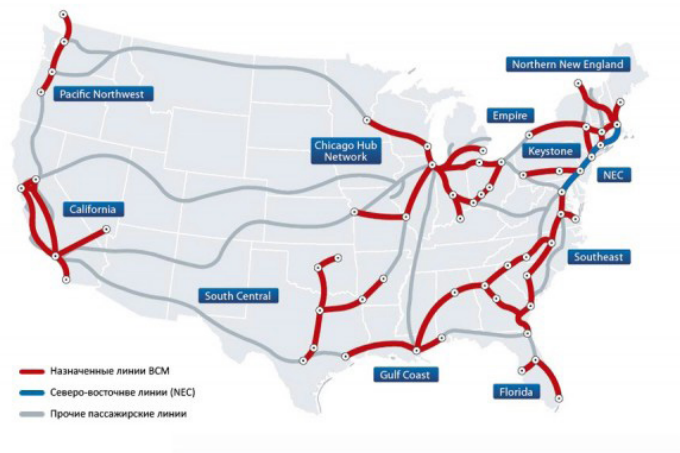 Northern New England
Pacific Northwest
Empire
Chicago Hub
Network
Keystone
NEC
California
Southeast
South Central
Gulf Coast
Florida
Назначенные линии ВСМ
Северо-восточнве линии (NEC)
Прочие пассажирские линии